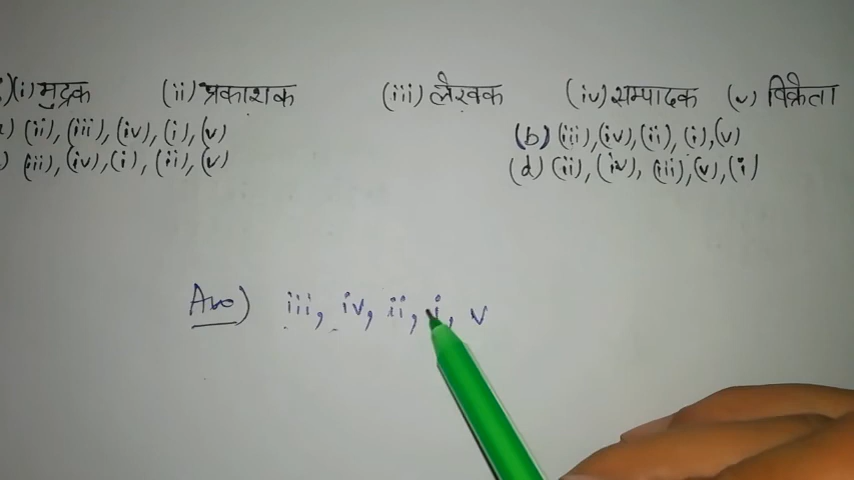 (i) मुद्रक (ii) प्रकाशक (iii) लेखक (iv) सम्पादक (v) विक्रेता
) (ii), (iii), (iv), (i), (v) (b) (iii), (iv), (ii), (i), (v)
) (iii), (iv), (i), (ii), (v) (d) (ii), (iv), (iii), (v), (i)
Ans) iii, iv, ii, i, v